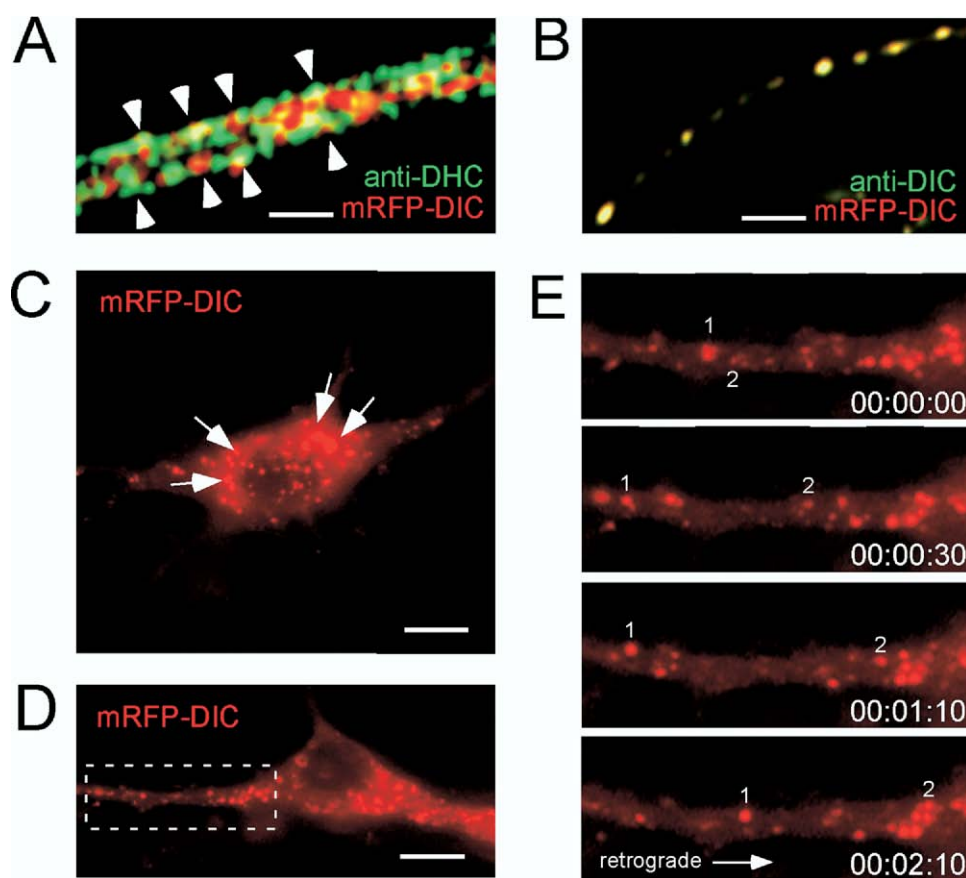 A
anti-DHC
mRFP-DIC
B
anti-DIC
mRFP-DIC
C
mRFP-DIC
D
mRFP-DIC
E
1
2
00:00:00
1
2
00:00:30
1
2
00:01:10
1
2
retrograde
00:02:10